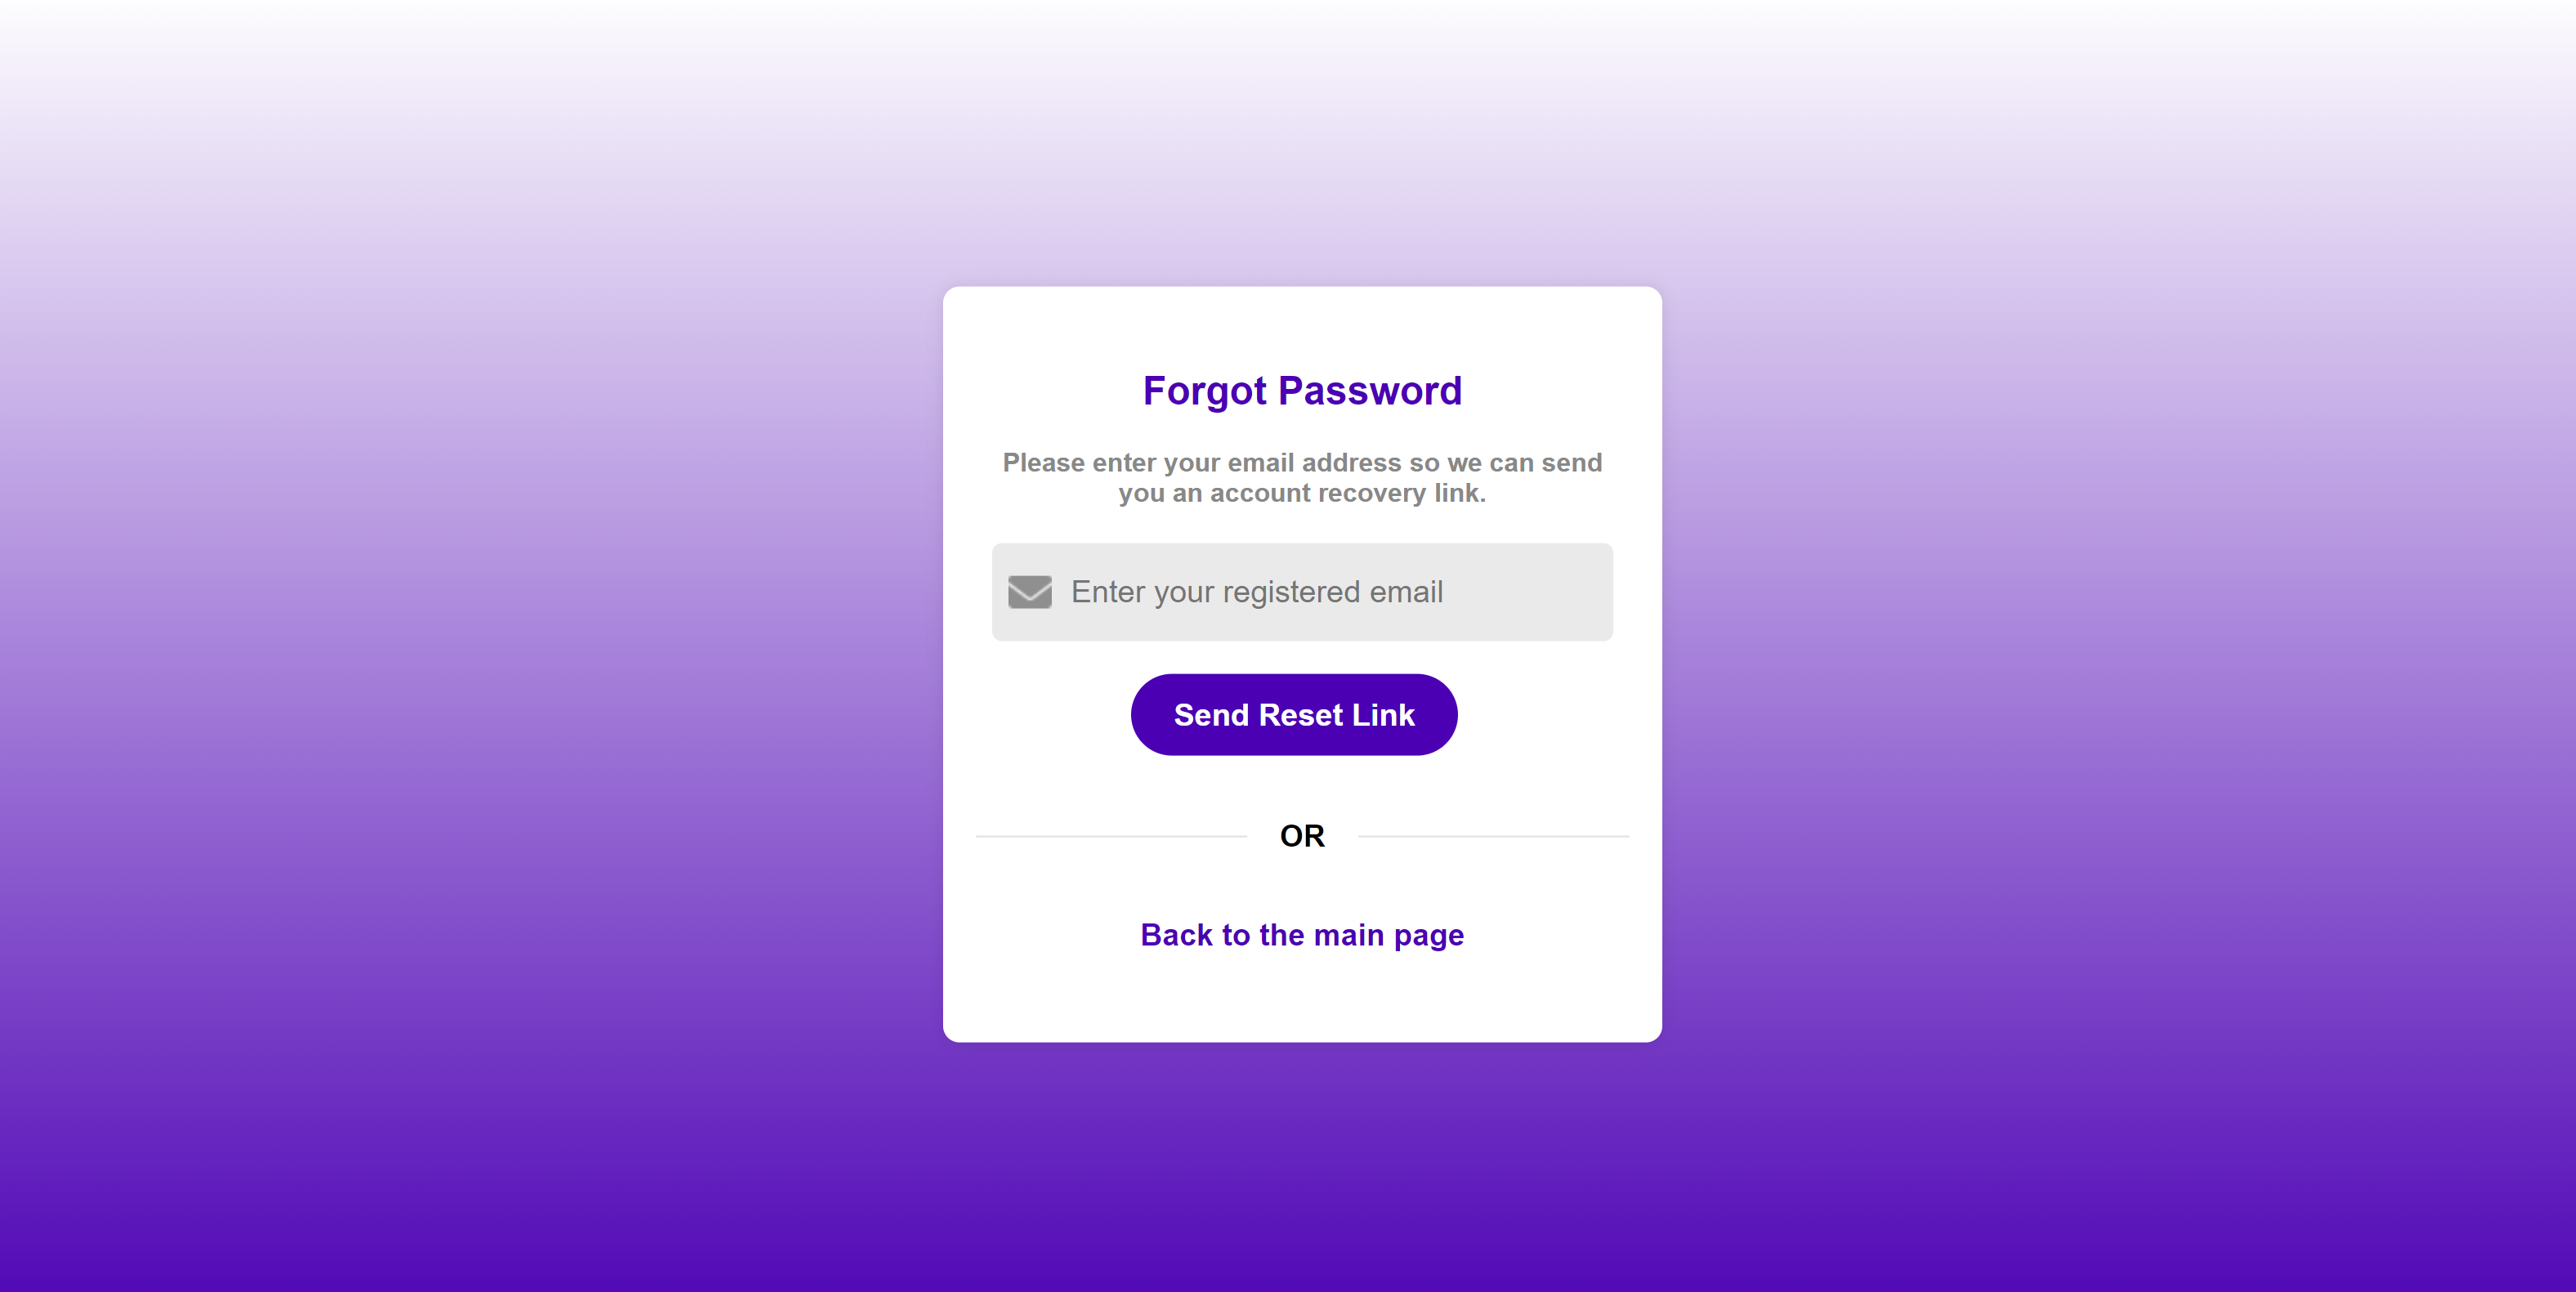 Forgot Password
Please enter your email address so we can send
you an account recovery link.
Enter your registered email
Send Reset Link
OR
Back to the main page